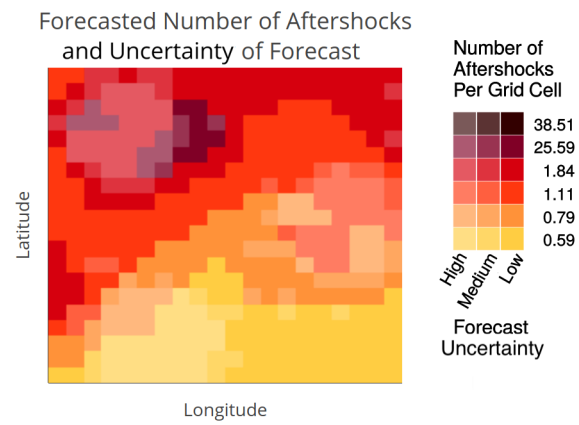 Forecasted Number of Aftershocks
and Uncertainty of Forecast
Latitude
Longitude
Number of
Aftershocks
Per Grid Cell
38.51
25.59
1.84
1.11
0.79
0.59
High
Medium
Low
Forecast
Uncertainty